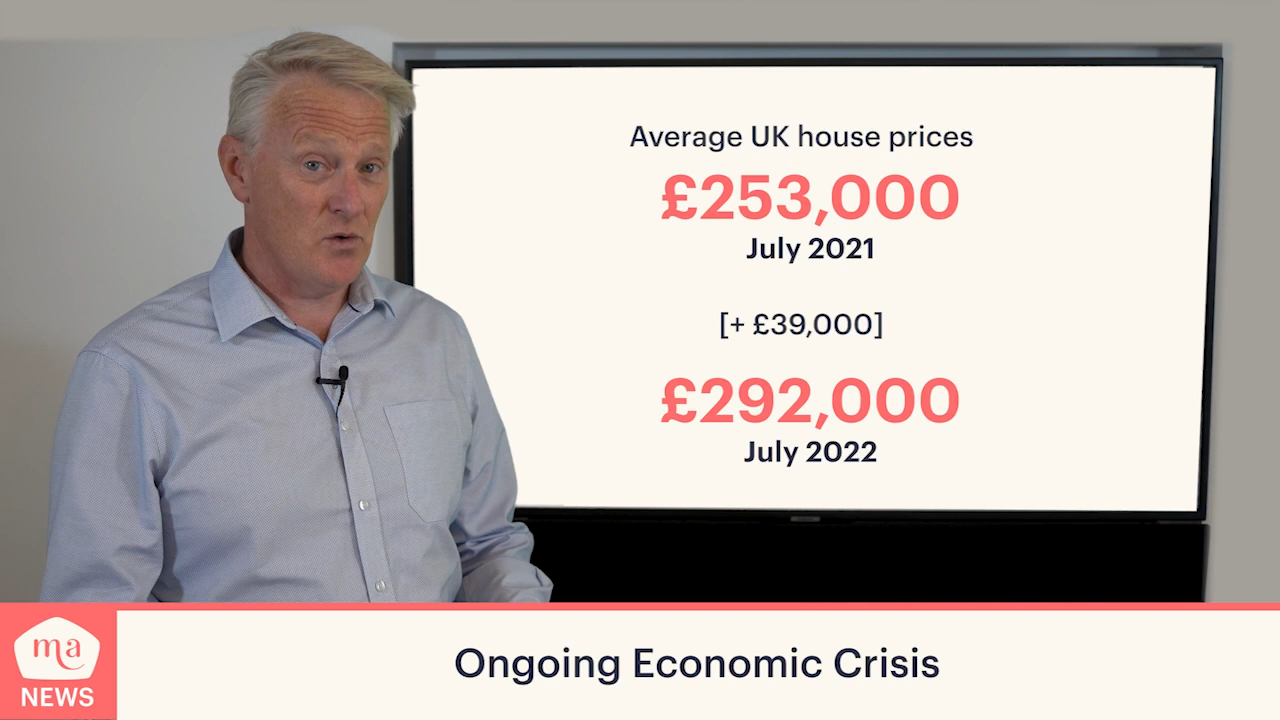 Average UK house prices
£253,000
July 2021
[+ £39,000]
£292,000
July 2022
ma
NEWS
Ongoing Economic Crisis